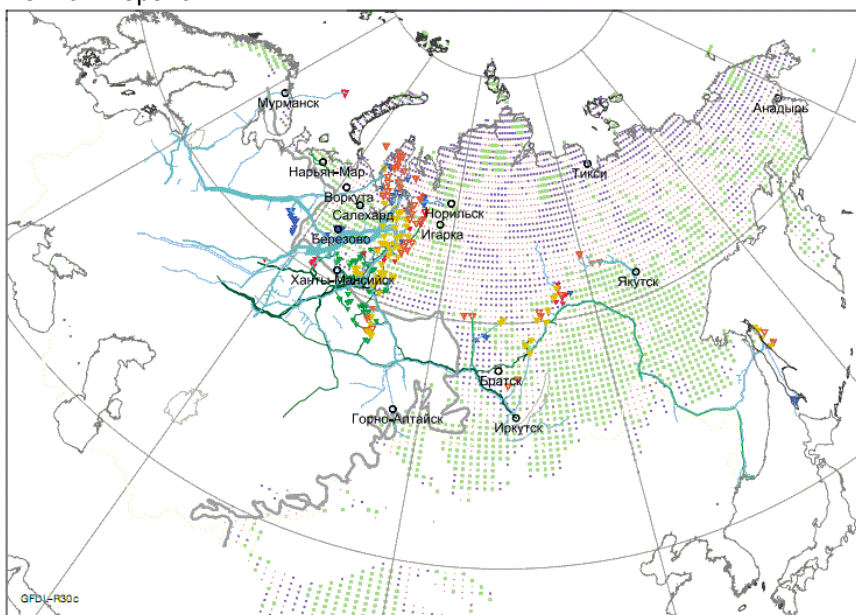 Мурманск
Анадырь
Нарьян-Мар
Тикси
Воркута
Салехард
Норильск
Игарка
Березово
Якутск
Ханты-Мансийск
Братск
Горно-Алтайск
Иркутск
GFDL-R30c